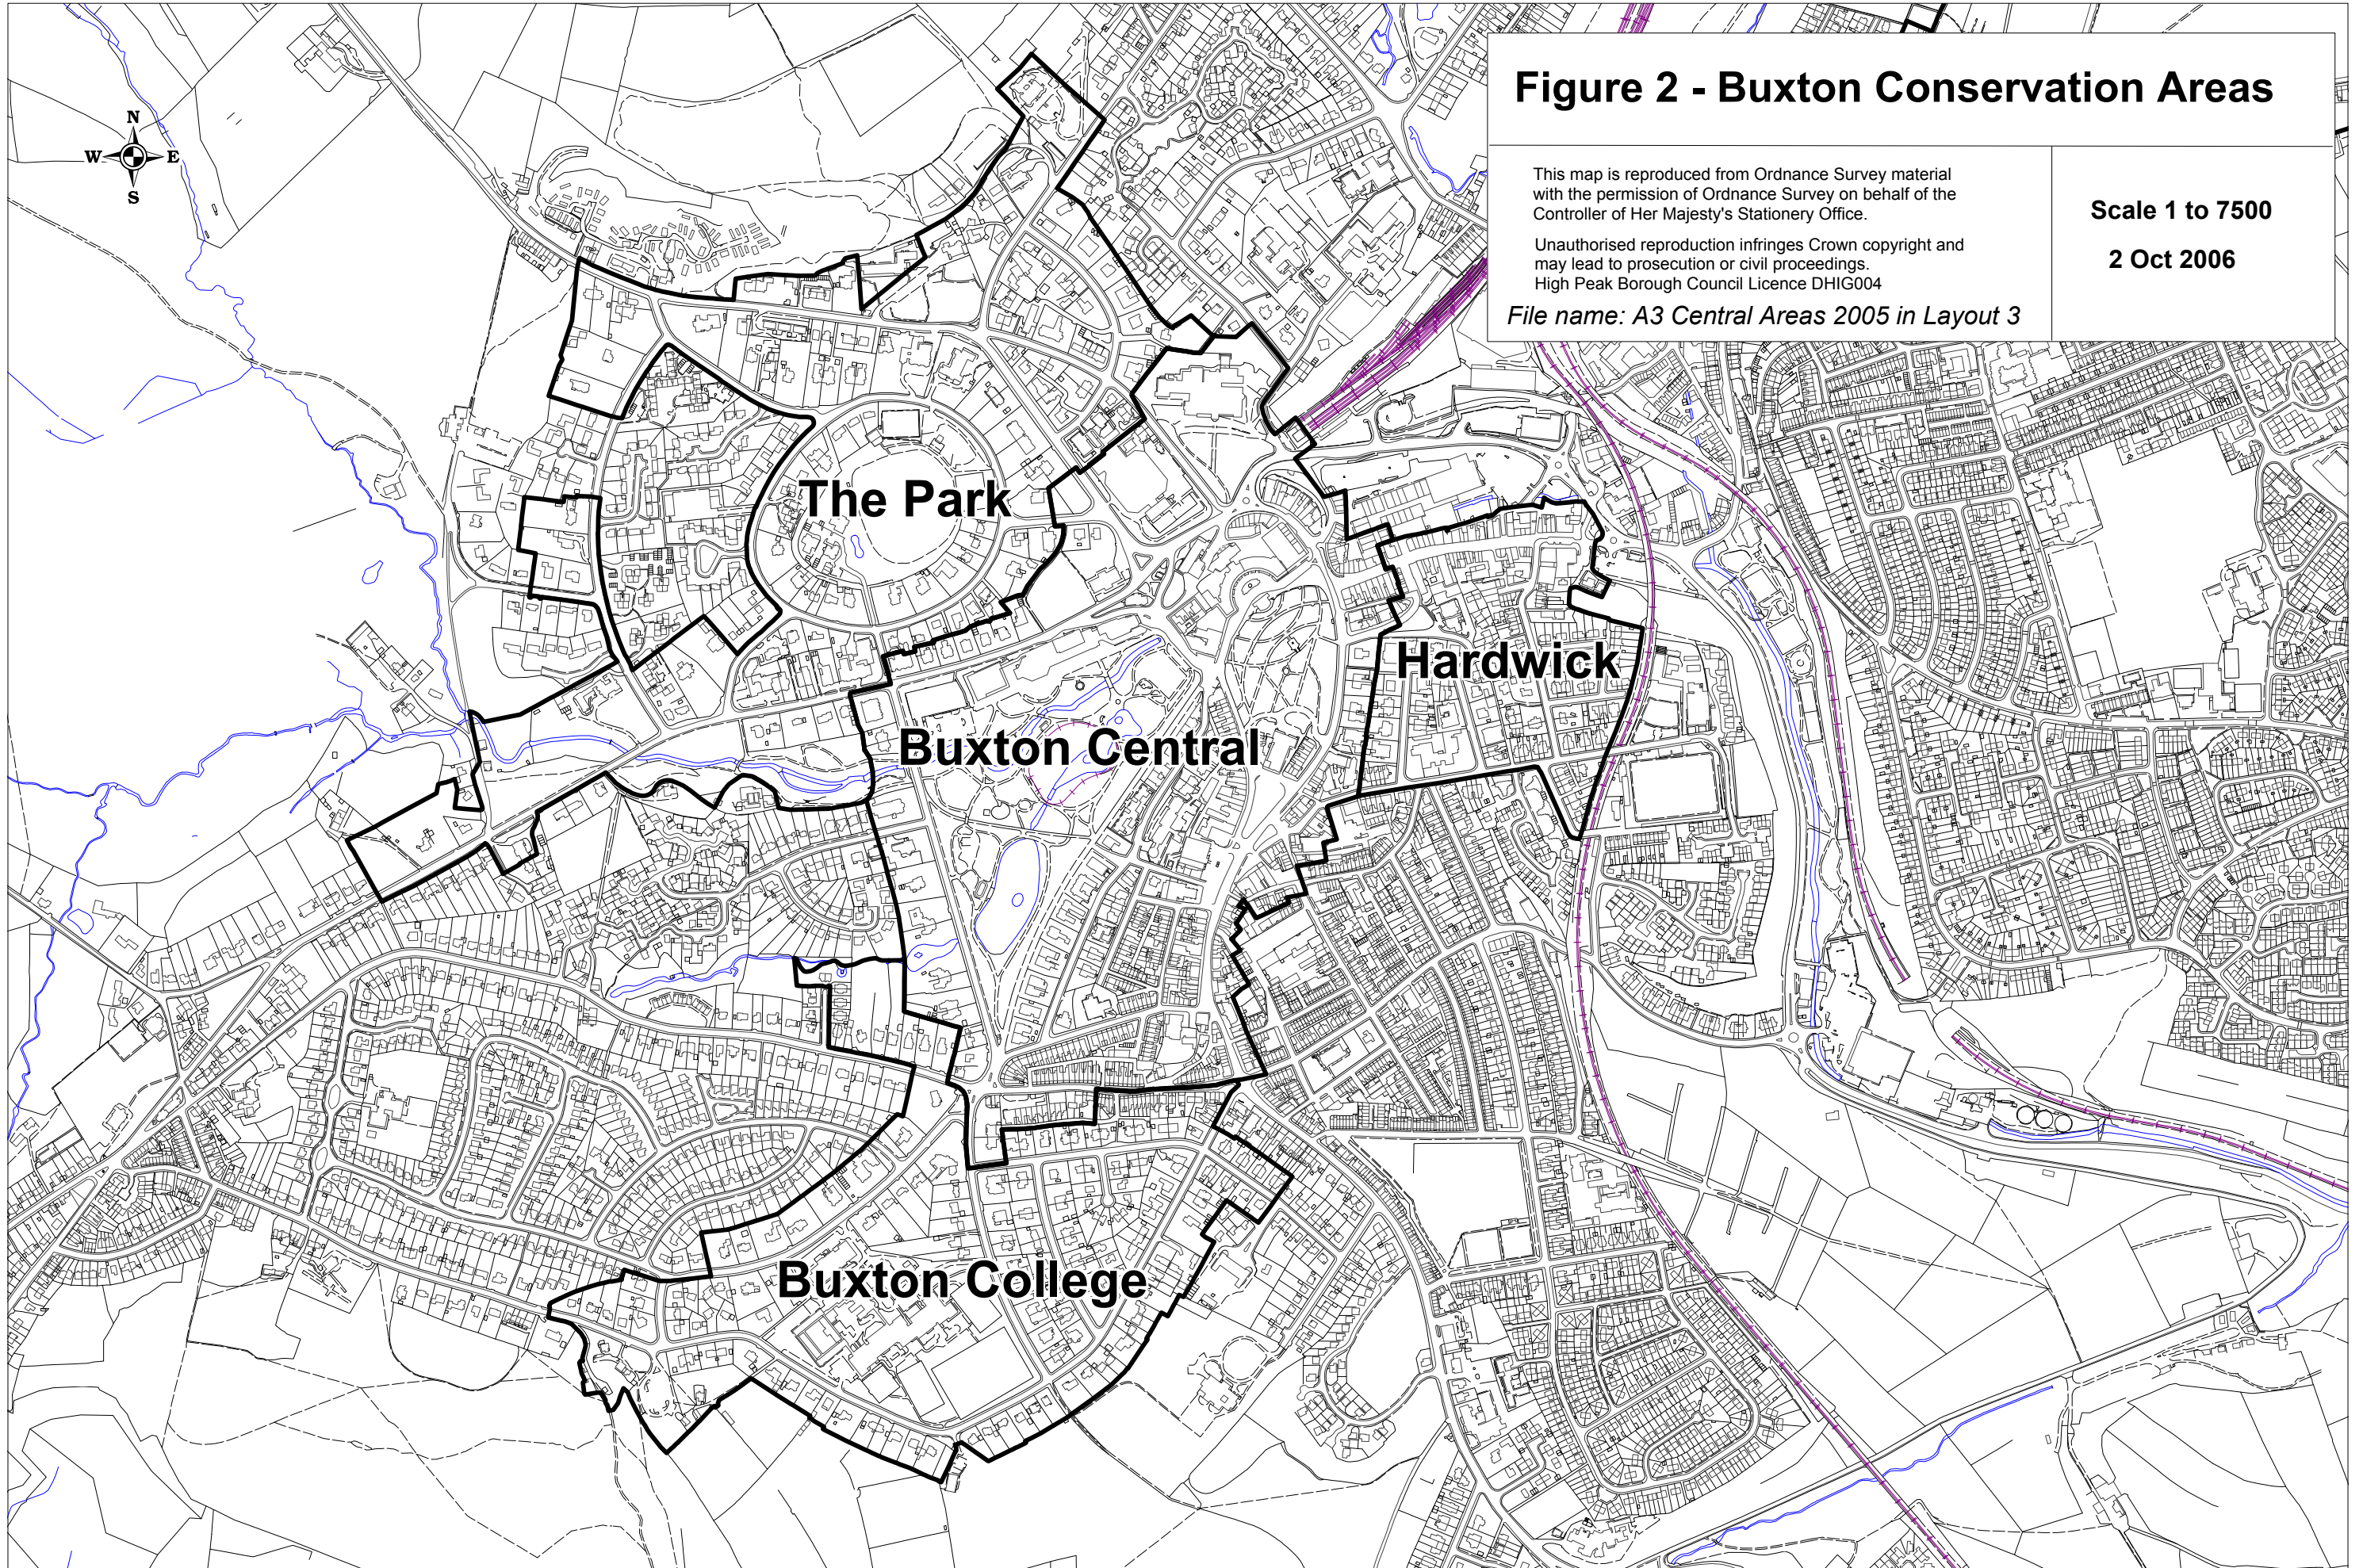 Figure 2 - Buxton Conservation Areas
This map is reproduced from Ordnance Survey material
with the permission of Ordnance Survey on behalf of the
Controller of Her Majesty's Stationery Office.
Unauthorised reproduction infringes Crown copyright and
may lead to prosecution or civil proceedings.
High Peak Borough Council Licence DHIG004
File name: A3 Central Areas 2005 in Layout 3
Scale 1 to 7500
2 Oct 2006
N
W E
S
The Park
Hardwick
Buxton Central
Buxton College